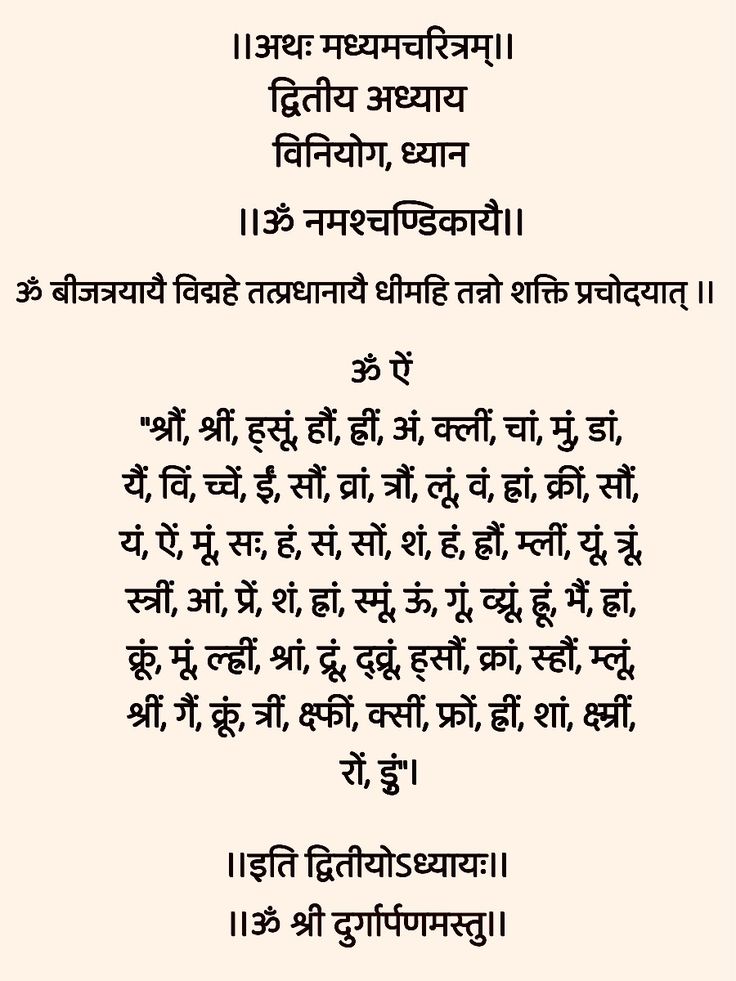 ।।अथः मध्यमचरित्रम्।।
द्वितीय अध्याय
विनियोग, ध्यान
।।ॐ नमश्चण्डिकायै।।
ॐ बीजत्रयायै विद्महे तत्प्रधानायै धीमहि तन्नो शक्ति प्रचोदयात् ।।
ॐ ऐं
"श्रौं, श्रीं, ह्सूं, हौं, ह्रीं, अं, क्लीं, चां, मुं, डां,
यैं, विं, च्चें, ईं, सौं, व्रां, त्रौं, लूं, वं, ह्रां, क्रीं, सौं,
यं, ऐं, मूं, सः, हं, सं, सों, शं, हं, ह्रौं, म्लीं, यूं, त्रूं,
स्त्रीं, आं, प्रें, शं, ह्रां, स्मूं, ऊं, गूं, व्य्रूं, ह्रूं, भैं, ह्रां,
क्रूं, मूं, ल्ह्रीं, श्रां, द्रूं, द्व्रूं, ह्सौं, क्रां, स्हौं, म्लूं,
श्रीं, गैं, क्रूं, त्रीं, क्ष्फीं, क्सीं, फ्रों, ह्रीं, शां, क्ष्म्रीं,
रों, डुं"।
।।इति द्वितीयोऽध्यायः।।
।।ॐ श्री दुर्गार्पणमस्तु।।